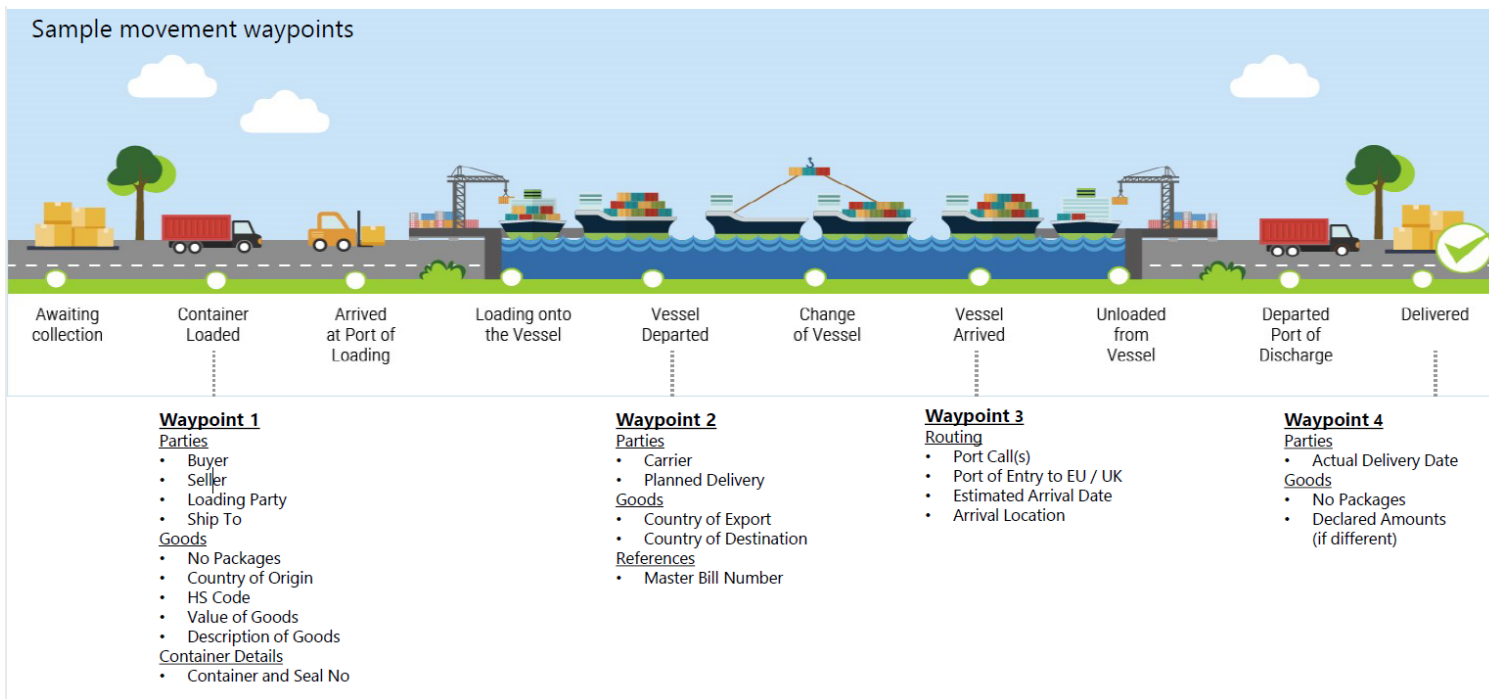 Sample movement waypoints
Awaiting
collection
Container
Loaded
Arrived
at Port of
Loading
Loading onto
the Vessel
Vessel
Departed
Change
of Vessel
Vessel
Arrived
Unloaded
from
Vessel
Departed
Port of
Discharge
Delivered
Waypoint 1
Parties
• Buyer
• Seller
• Loading Party
• Ship To
Goods
• No Packages
• Country of Origin
• HS Code
• Value of Goods
• Description of Goods
Container Details
• Container and Seal No
Waypoint 2
Parties
• Carrier
• Planned Delivery
Goods
• Country of Export
• Country of Destination
References
• Master Bill Number
Waypoint 3
Routing
• Port Call(s)
• Port of Entry to EU / UK
• Estimated Arrival Date
• Arrival Location
Waypoint 4
Parties
• Actual Delivery Date
Goods
• No Packages
• Declared Amounts
(if different)